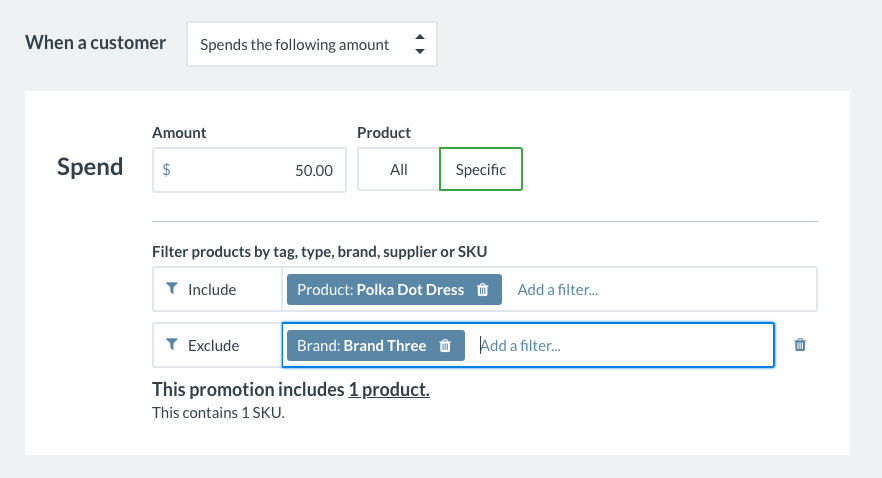 When a customer
Spends the following amount
Amount
Product
Spend
$
50.00
All
Specific
Filter products by tag, type, brand, supplier or SKU
Include
Product: Polka Dot Dress
Add a filter...
Exclude
Brand: Brand Three
Add a filter...
This promotion includes 1 product.
This contains 1 SKU.